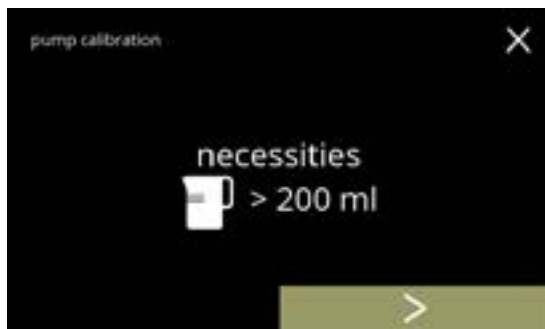 pump calibration
necessities
> 200 ml